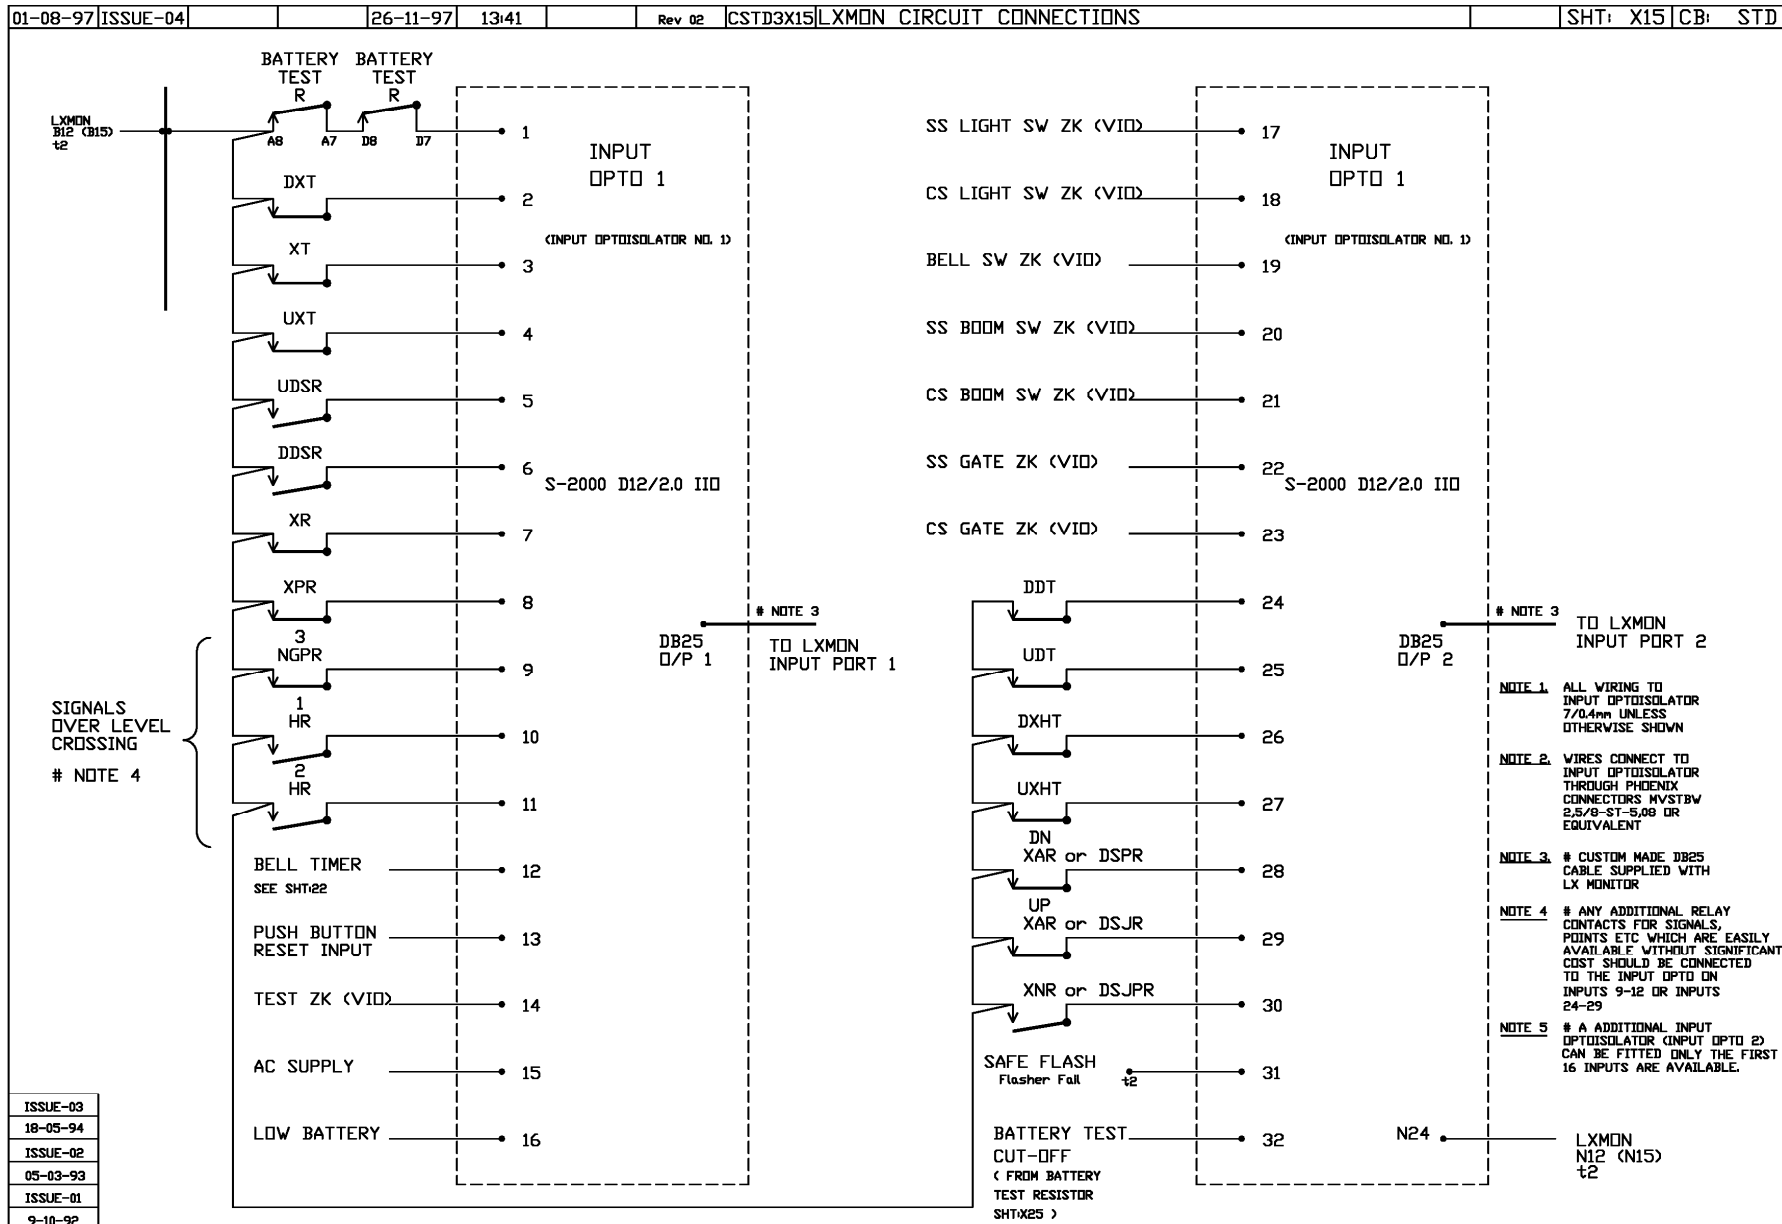 01-08-97 ISSUE-04 26-11-97 13:41 Rev 02 CSTD3X15 LXMON CIRCUIT CONNECTIONS SHT: X15 CB: STD
BATTERY TEST R
BATTERY TEST R
LXMON
B12 (B15)
t2
A8 A7 D8 D7 1
DXT 2
XT 3
UXT 4
UDSR 5
DDSR 6
XR 7
XPR 8
3
NGPR 9
1
HR 10
2
HR 11
SIGNALS
OVER LEVEL
CROSSING
# NOTE 4
BELL TIMER 12
SEE SHT:22
PUSH BUTTON
RESET INPUT 13
TEST ZK (VIO) 14
AC SUPPLY 15
LOW BATTERY 16
INPUT
OPTO 1
(INPUT OPTOISOLATOR NO. 1)
S-2000 D12/2.0 IIO
DB25
O/P 1
# NOTE 3
TO LXMON
INPUT PORT 1
SS LIGHT SW ZK (VIO) 17
CS LIGHT SW ZK (VIO) 18
BELL SW ZK (VIO) 19
SS BOOM SW ZK (VIO) 20
CS BOOM SW ZK (VIO) 21
SS GATE ZK (VIO) 22
CS GATE ZK (VIO) 23
DDT 24
UDT 25
DXHT 26
UXHT 27
DN
XAR or DSPR 28
UP
XAR or DSJR 29
XNR or DSJPR 30
SAFE FLASH
Flasher Fail t2 31
BATTERY TEST 32
CUT-OFF
( FROM BATTERY
TEST RESISTOR
SHT:X25 )
INPUT
OPTO 1
(INPUT OPTOISOLATOR NO. 1)
S-2000 D12/2.0 IIO
DB25
O/P 2
# NOTE 3
TO LXMON
INPUT PORT 2
N24
LXMON
N12 (N15)
t2
NOTE 1. ALL WIRING TO
INPUT OPTOISOLATOR
7/0.4mm UNLESS
OTHERWISE SHOWN
NOTE 2. WIRES CONNECT TO
INPUT OPTOISOLATOR
THROUGH PHOENIX
CONNECTORS MVSTBW
2,5/8-ST-5,08 OR
EQUIVALENT
NOTE 3. # CUSTOM MADE DB25
CABLE SUPPLIED WITH
LX MONITOR
NOTE 4 # ANY ADDITIONAL RELAY
CONTACTS FOR SIGNALS,
POINTS ETC WHICH ARE EASILY
AVAILABLE WITHOUT SIGNIFICANT
COST SHOULD BE CONNECTED
TO THE INPUT OPTO ON
INPUTS 9-12 OR INPUTS
24-29
NOTE 5 # A ADDITIONAL INPUT
OPTOISOLATOR (INPUT OPTO 2)
CAN BE FITTED ONLY THE FIRST
16 INPUTS ARE AVAILABLE.
ISSUE-03
18-05-94
ISSUE-02
05-03-93
ISSUE-01
9-10-92